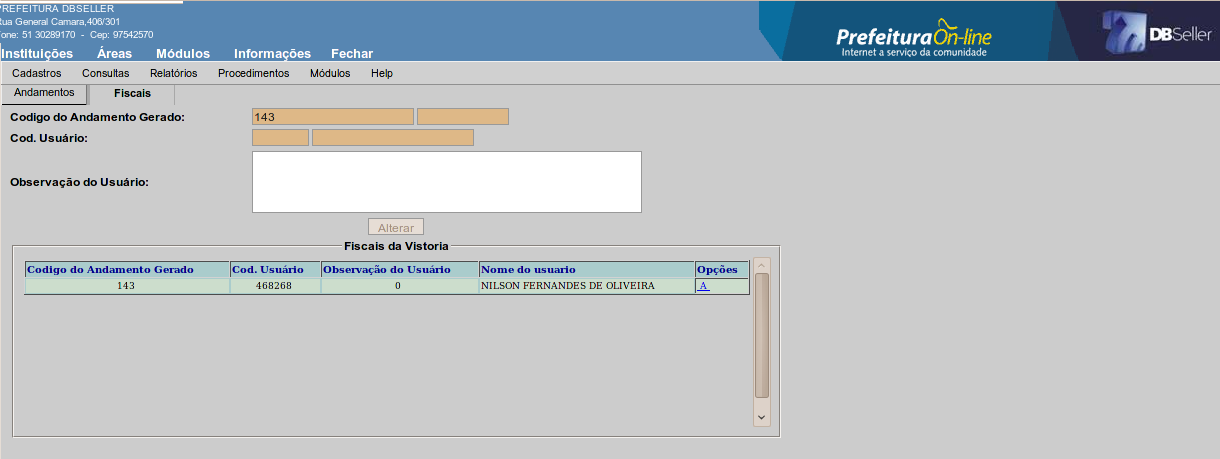 PREFEITURA DBSELLER
Rua General Camara,406/301
Fone: 51 30289170 - Cep: 97542570
Instituições Áreas Módulos Informações Fechar
Prefeitura On-line
Internet a serviço da comunidade
DBSeller
Cadastros Consultas Relatórios Procedimentos Módulos Help
Andamentos Fiscais
Codigo do Andamento Gerado: 143
Cod. Usuário:
Observação do Usuário:
Alterar
Fiscais da Vistoria
Codigo do Andamento Gerado Cod. Usuário Observação do Usuário Nome do usuario Opções
143 468268 0 NILSON FERNANDES DE OLIVEIRA A